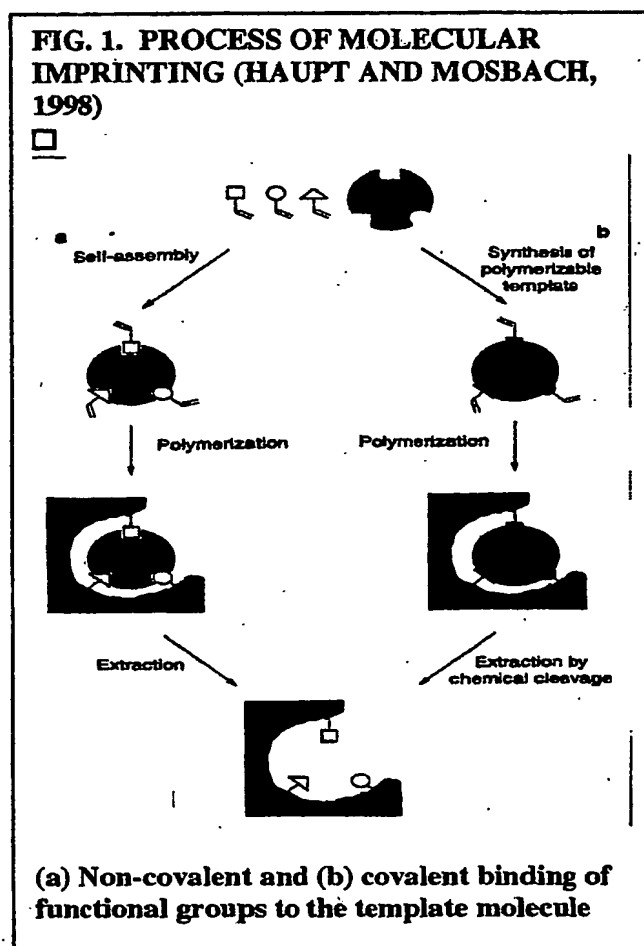 FIG. 1. PROCESS OF MOLECULAR
IMPRINTING (HAUPT AND MOSBACH,
1998)
a
b
Self-assembly
Synthesis of
polymerizable
template
Polymerization
Polymerization
Extraction
Extraction by
chemical cleavage
(a) Non-covalent and (b) covalent binding of
functional groups to the template molecule